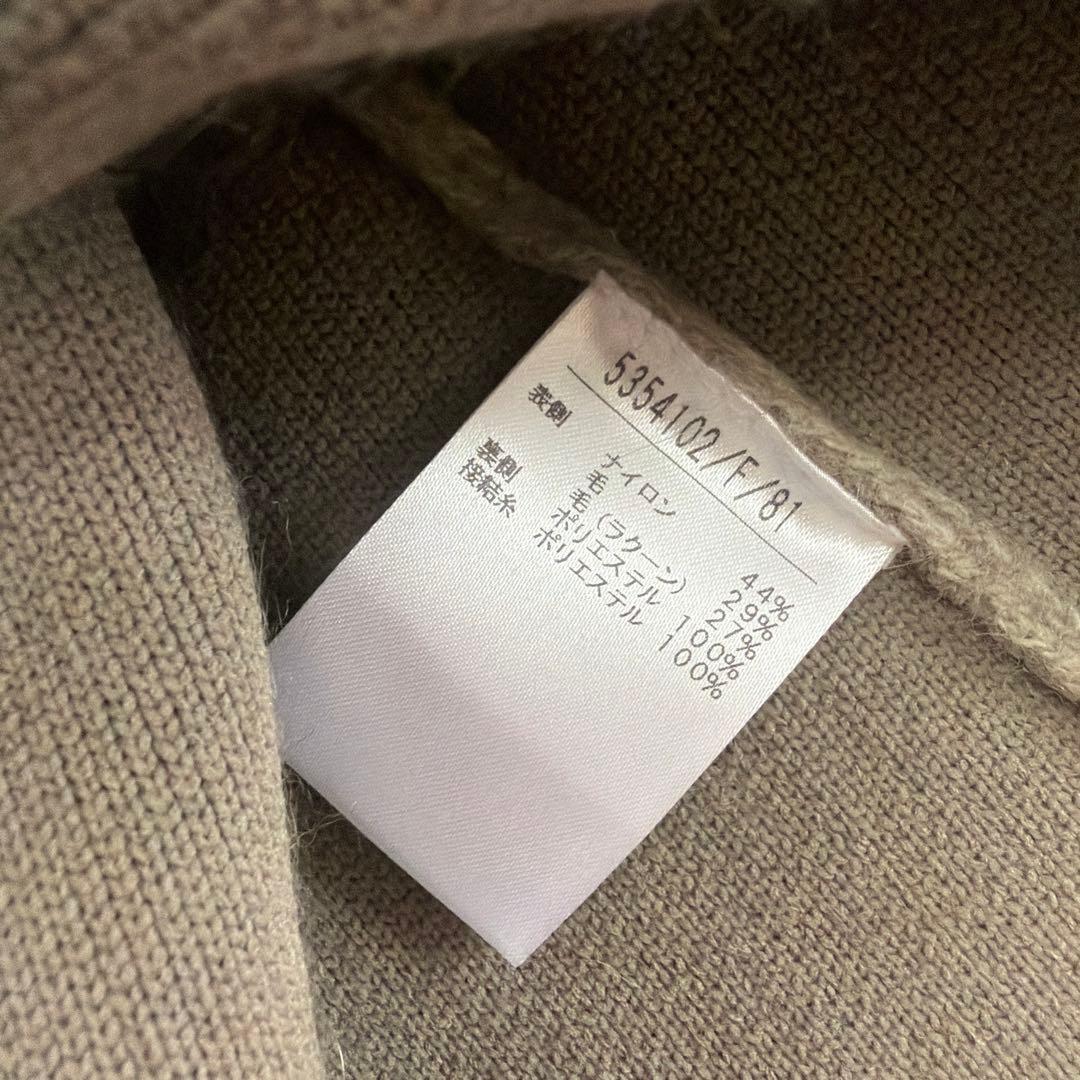 5354102/F/81
表側 ナイロン 44%
毛 29%
毛(ラクーン) 27%
裏側 ポリエステル 100%
接結糸 ポリエステル 100%